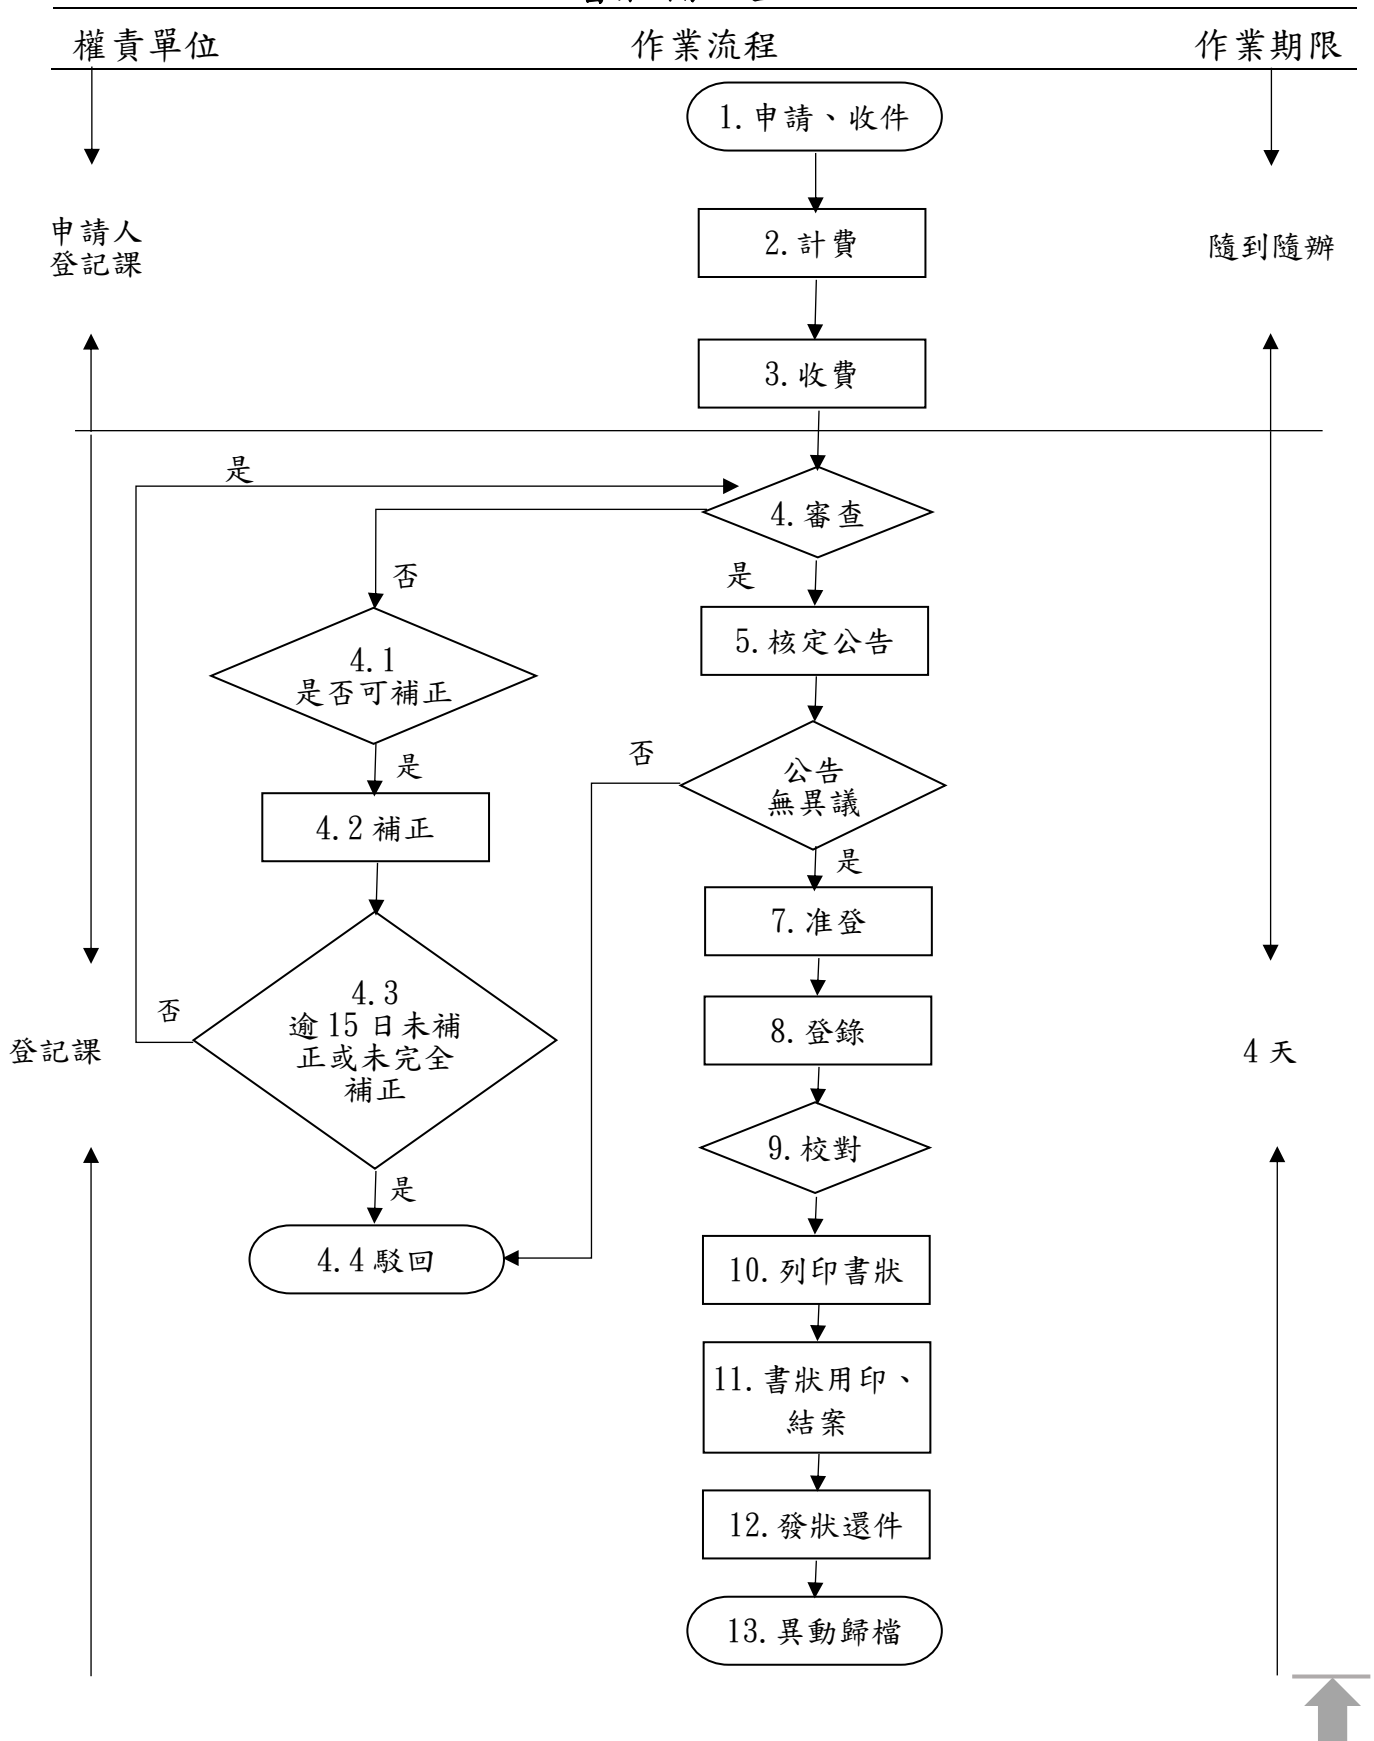 權責單位
作業流程
作業期限
1.申請、收件
申請人
登記課
2.計費
隨到隨辦
3.收費
是
4.審查
否
是
4.1
是否可補正
5.核定公告
是
否
公告
無異議
4.2補正
是
7.准登
4.3
逾15日未補
正或未完全
補正
否
登記課
8.登錄
4天
9.校對
是
4.4駁回
10.列印書狀
11.書狀用印、
結案
12.發狀還件
13.異動歸檔